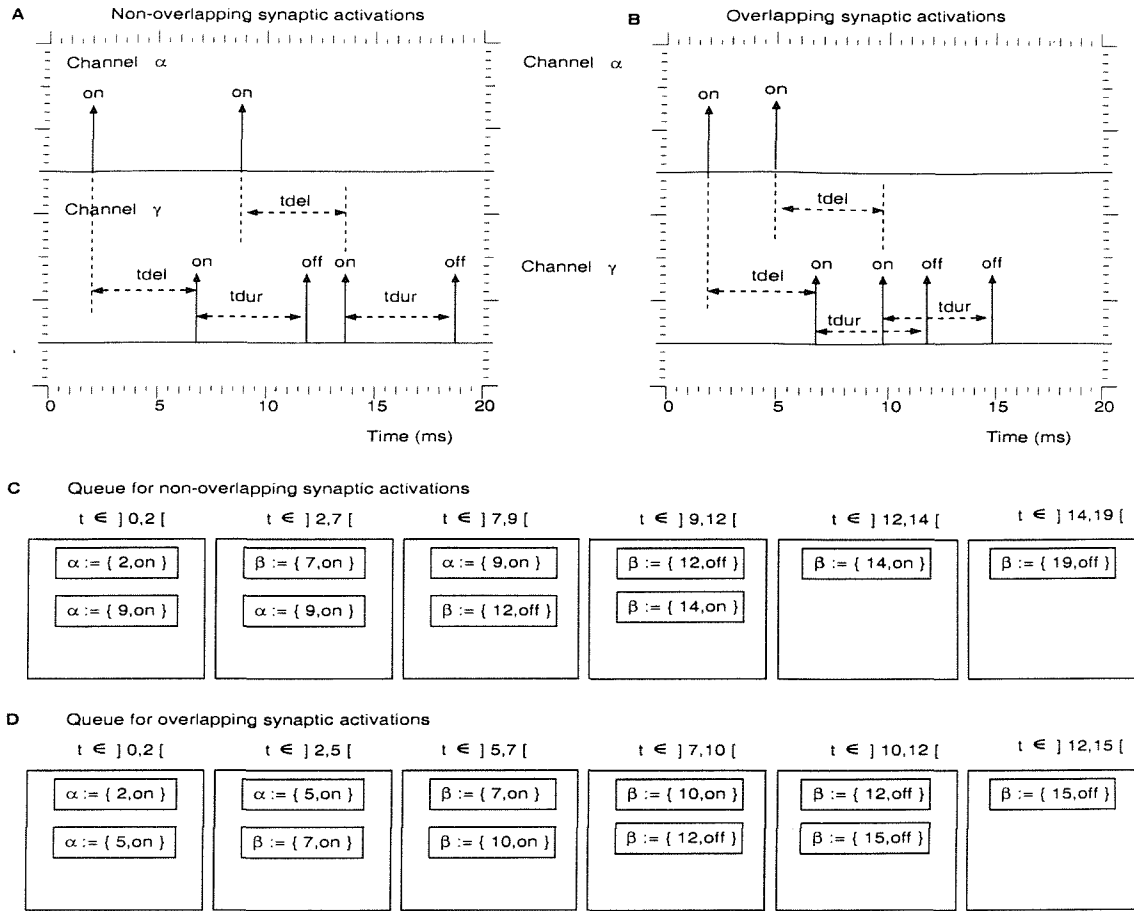 A Non-overlapping synaptic activations
Channel α
on on
Channel γ
tdel
on off on off
tdel
tdur tdur
0 5 10 15 20
Time (ms)
B Overlapping synaptic activations
Channel α
on on
tdel
Channel γ
on on off off
tdel
tdur tdur
0 5 10 15 20
Time (ms)
C Queue for non-overlapping synaptic activations
t ∈ ] 0,2 [ t ∈ ] 2,7 [ t ∈ ] 7,9 [ t ∈ ] 9,12 [ t ∈ ] 12,14 [ t ∈ ] 14,19 [
α := { 2,on } β := { 7,on } α := { 9,on } β := { 12,off } β := { 14,on } β := { 19,off }
α := { 9,on } α := { 9,on } β := { 12,off } β := { 14,on }
D Queue for overlapping synaptic activations
t ∈ ] 0,2 [ t ∈ ] 2,5 [ t ∈ ] 5,7 [ t ∈ ] 7,10 [ t ∈ ] 10,12 [ t ∈ ] 12,15 [
α := { 2,on } α := { 5,on } β := { 7,on } β := { 10,on } β := { 12,off } β := { 15,off }
α := { 5,on } β := { 7,on } β := { 10,on } β := { 12,off } β := { 15,off }